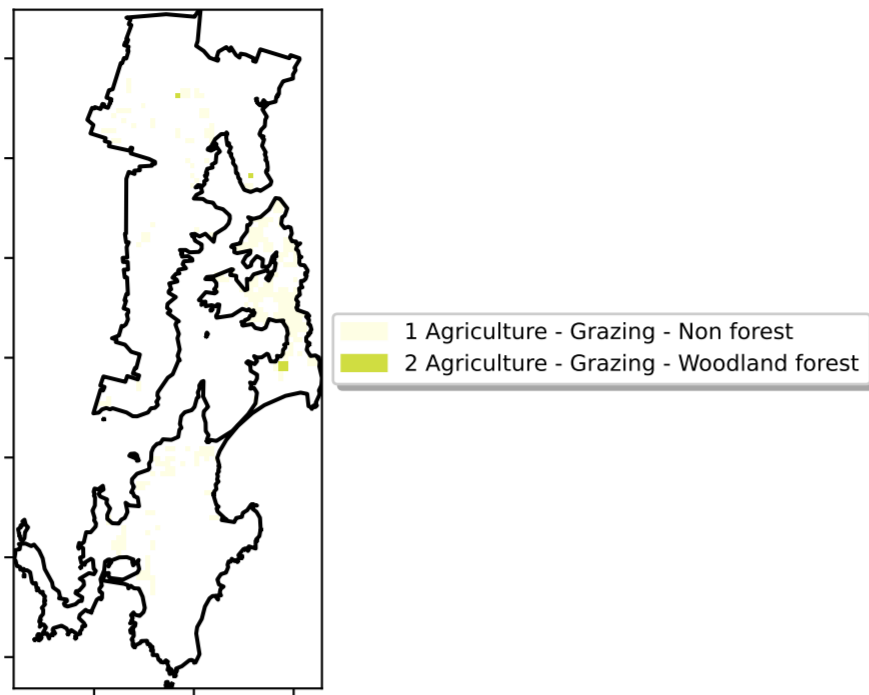 1 Agriculture - Grazing - Non forest
2 Agriculture - Grazing - Woodland forest